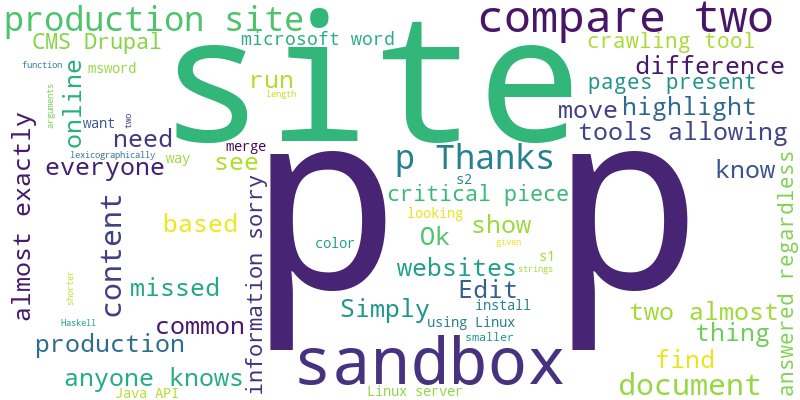 production site
compare two
CMS Drupal
microsoft word
crawling tool
site
function
msword
online
run
difference
pages present
length
arguments
want
two
need
move
highlight
tools allowing
almost exactly
lexicographically
way
merge
everyone
see
p Thanks
know
s2
p p
critical piece
based
content
information sorry
looking
show
answered regardless
color
Ok
given
s1
websites
strings
shorter
missed
Edit
Simply
install
two almost
Haskell
common
using Linux
thing
production
smaller
sandbox
find
anyone knows
document
Java API
Linux server